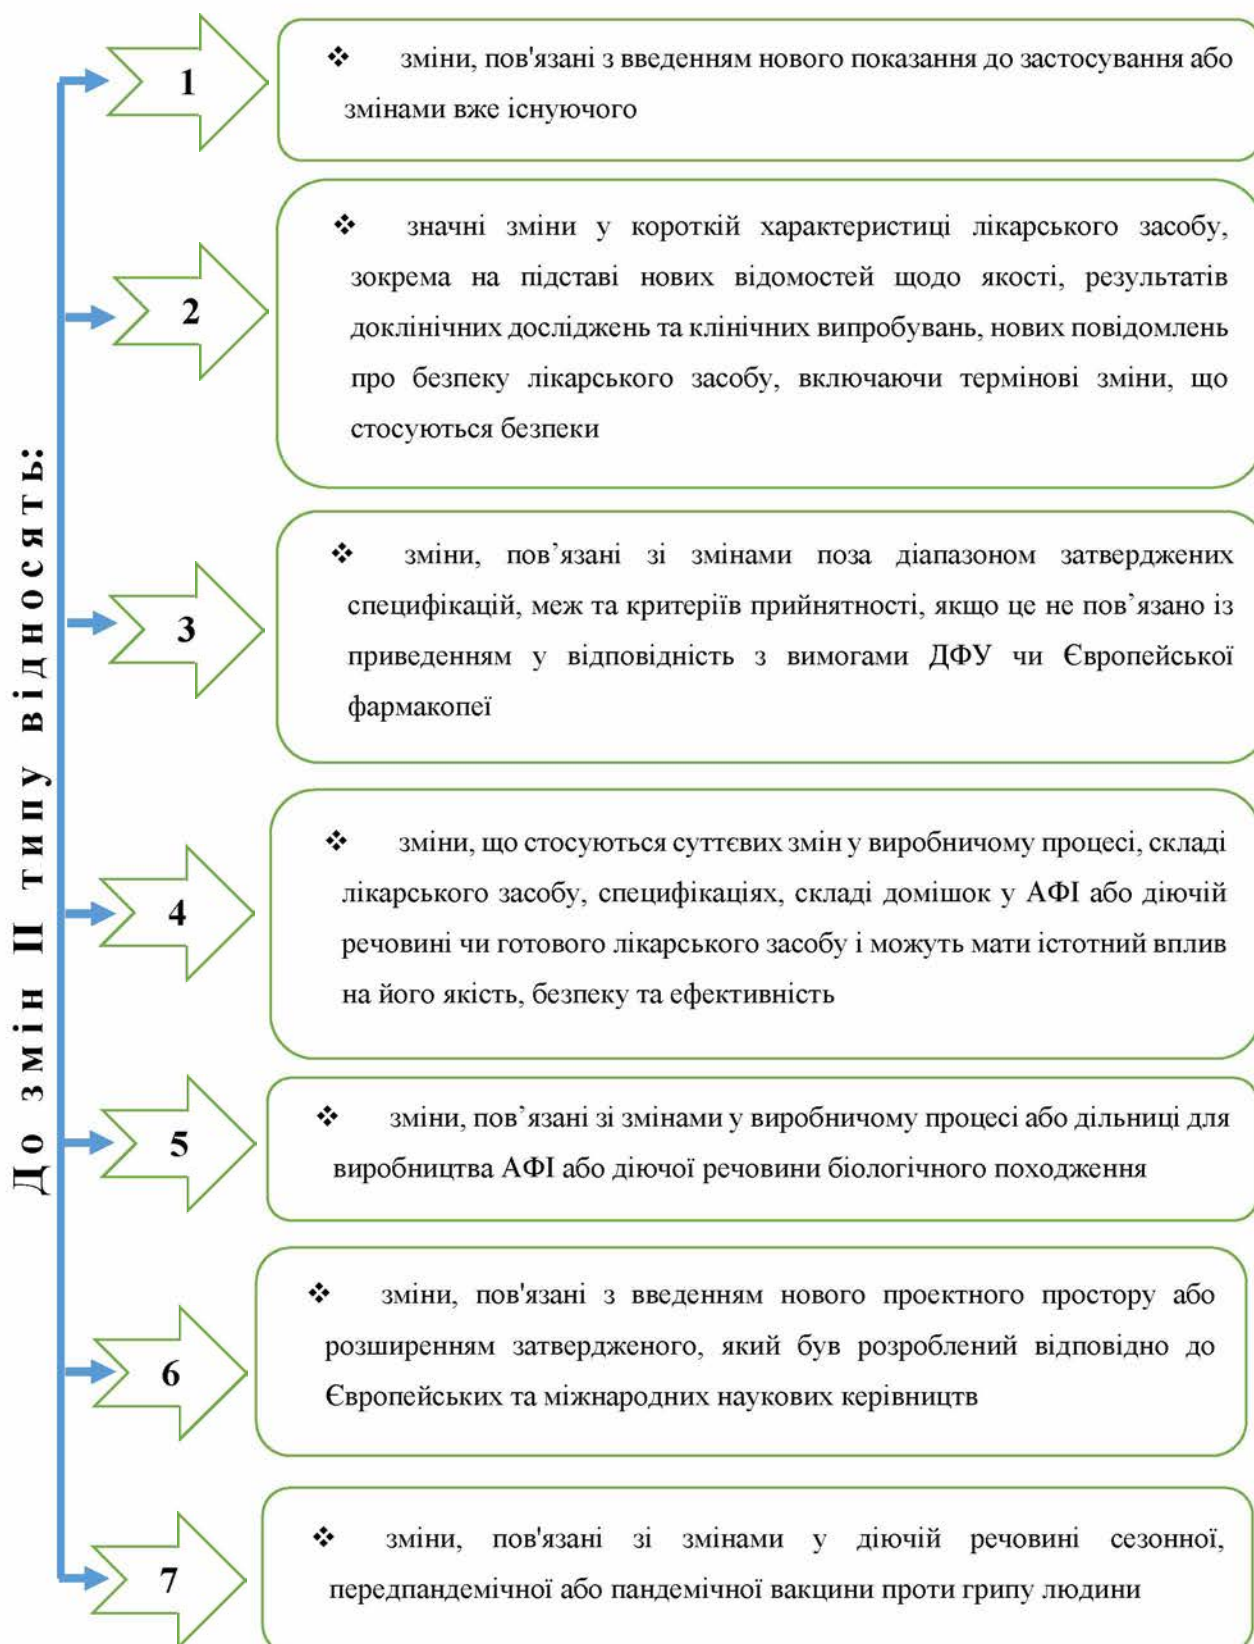 До змін ІІ типу відносять:
1
❖ зміни, пов'язані з введенням нового показання до застосування або
змінами вже існуючого
2
❖ значні зміни у короткій характеристиці лікарського засобу,
зокрема на підставі нових відомостей щодо якості, результатів
доклінічних досліджень та клінічних випробувань, нових повідомлень
про безпеку лікарського засобу, включаючи термінові зміни, що
стосуються безпеки
3
❖ зміни, пов’язані зі змінами поза діапазоном затверджених
специфікацій, меж та критеріїв прийнятності, якщо це не пов’язано із
приведенням у відповідність з вимогами ДФУ чи Європейської
фармакопеї
4
❖ зміни, що стосуються суттєвих змін у виробничому процесі, складі
лікарського засобу, специфікаціях, складі домішок у АФІ або діючій
речовині чи готового лікарського засобу і можуть мати істотний вплив
на його якість, безпеку та ефективність
5
❖ зміни, пов’язані зі змінами у виробничому процесі або дільниці для
виробництва АФІ або діючої речовини біологічного походження
6
❖ зміни, пов'язані з введенням нового проектного простору або
розширенням затвердженого, який був розроблений відповідно до
Європейських та міжнародних наукових керівництв
7
❖ зміни, пов'язані зі змінами у діючій речовині сезонної,
передпандемічної або пандемічної вакцини проти грипу людини